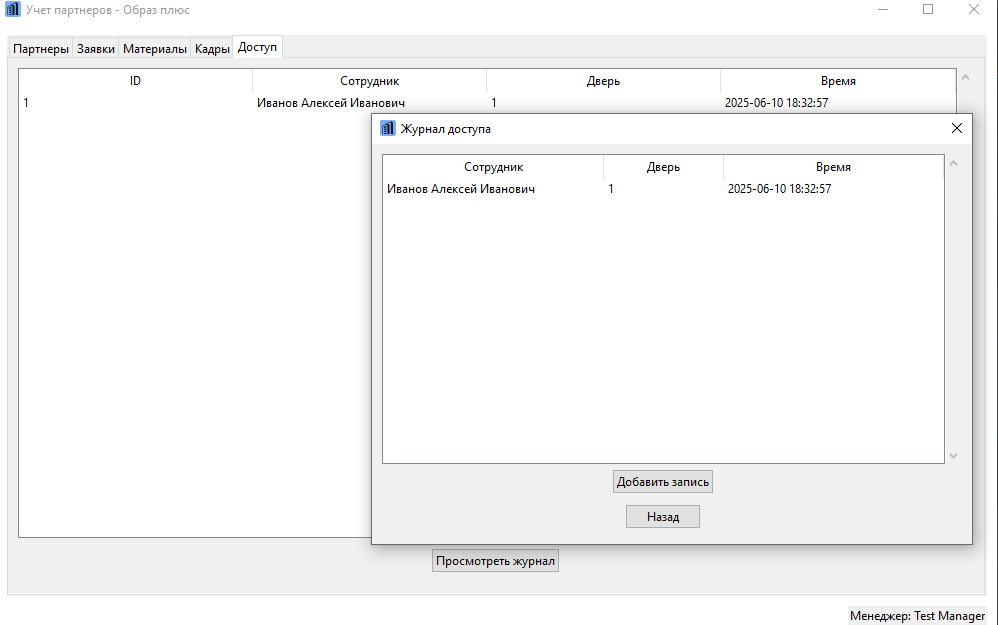 Учет партнеров - Образ плюс
Партнеры Заявки Материалы Кадры Доступ
ID Сотрудник Дверь Время
1 Иванов Алексей Иванович 1 2025-06-10 18:32:57
Журнал доступа
Сотрудник Дверь Время
Иванов Алексей Иванович 1 2025-06-10 18:32:57
Добавить запись
Назад
Просмотреть журнал
Менеджер: Test Manager